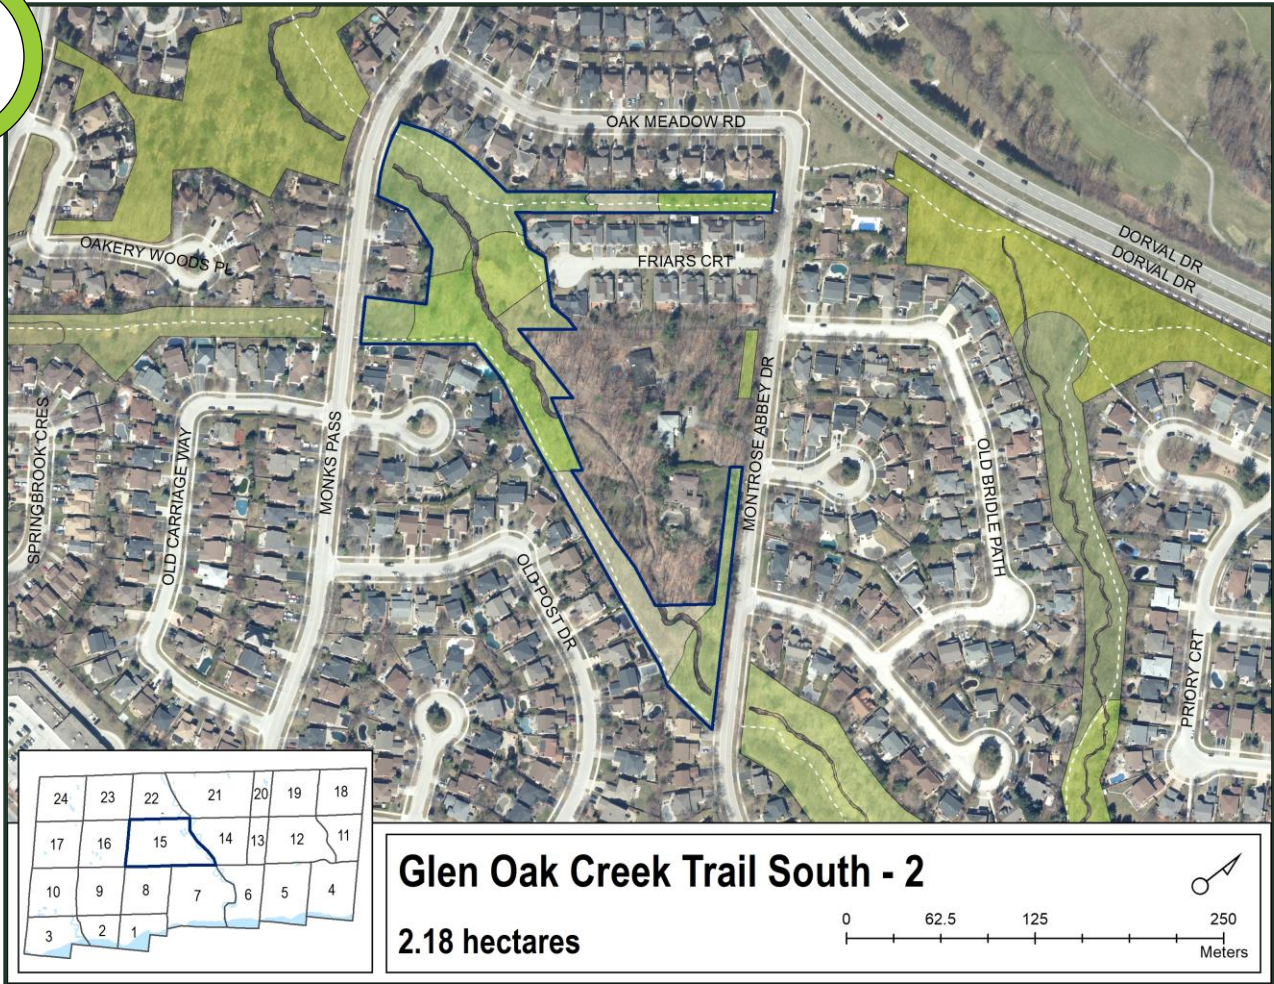 OAK MEADOW RD
OAKERY WOODS PL
FRIARS CRT
DORVAL DR
DORVAL DR
SPRINGBROOK CRES
OLD CARRIAGE WAY
MONKS PASS
OLD POST DR
MONTROSE ABBEY DR
OLD BRIDLE PATH
PRIORY CRT
24 23 22 21 20 19 18
17 16 15 14 13 12 11
10 9 8 7 6 5 4
3 2 1
Glen Oak Creek Trail South - 2
2.18 hectares
0 62.5 125 250
Meters